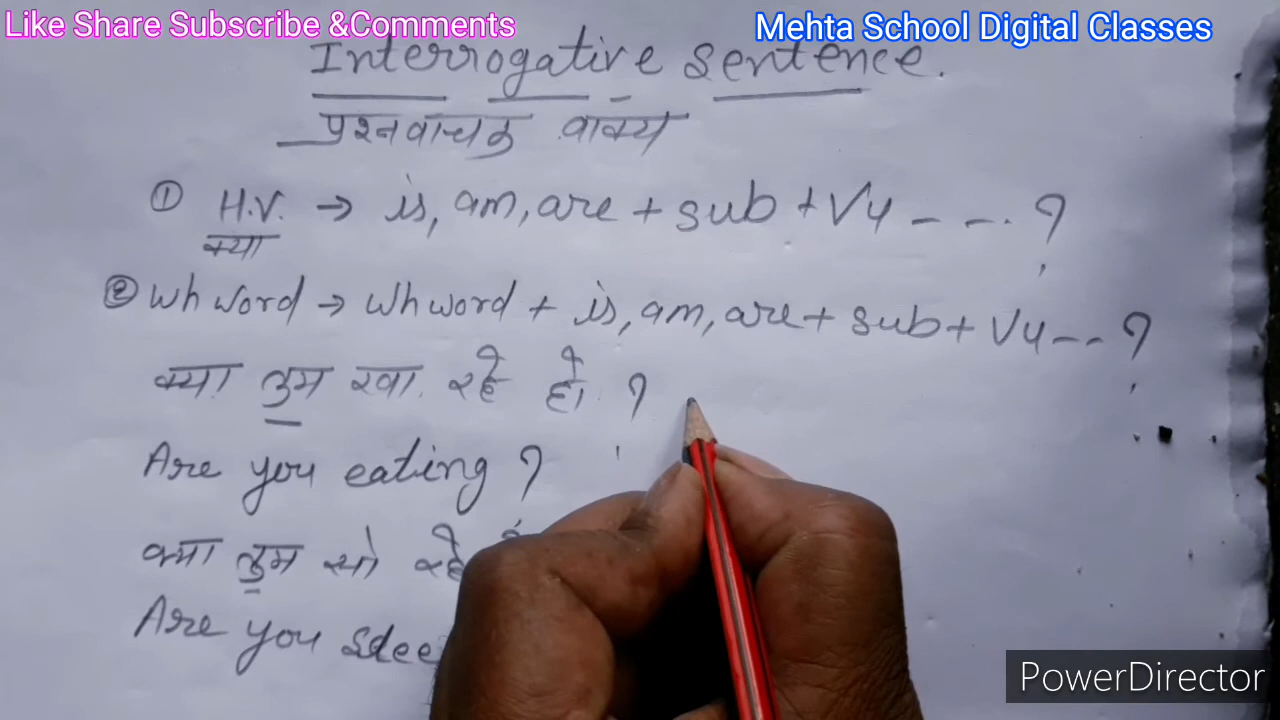 Like Share Subscribe &Comments
Mehta School Digital Classes
Interrogative Sentence.
प्रश्नवाचक वाक्य
① H.V. → is, am, are + sub + V4 - - . ?
क्या
② Wh Word → Wh word + is, am, are + sub + V4 - - ?
क्या तुम खा रहे हो ?
Are you eating ?
क्या तुम सो रहे
Are you slee
PowerDirector